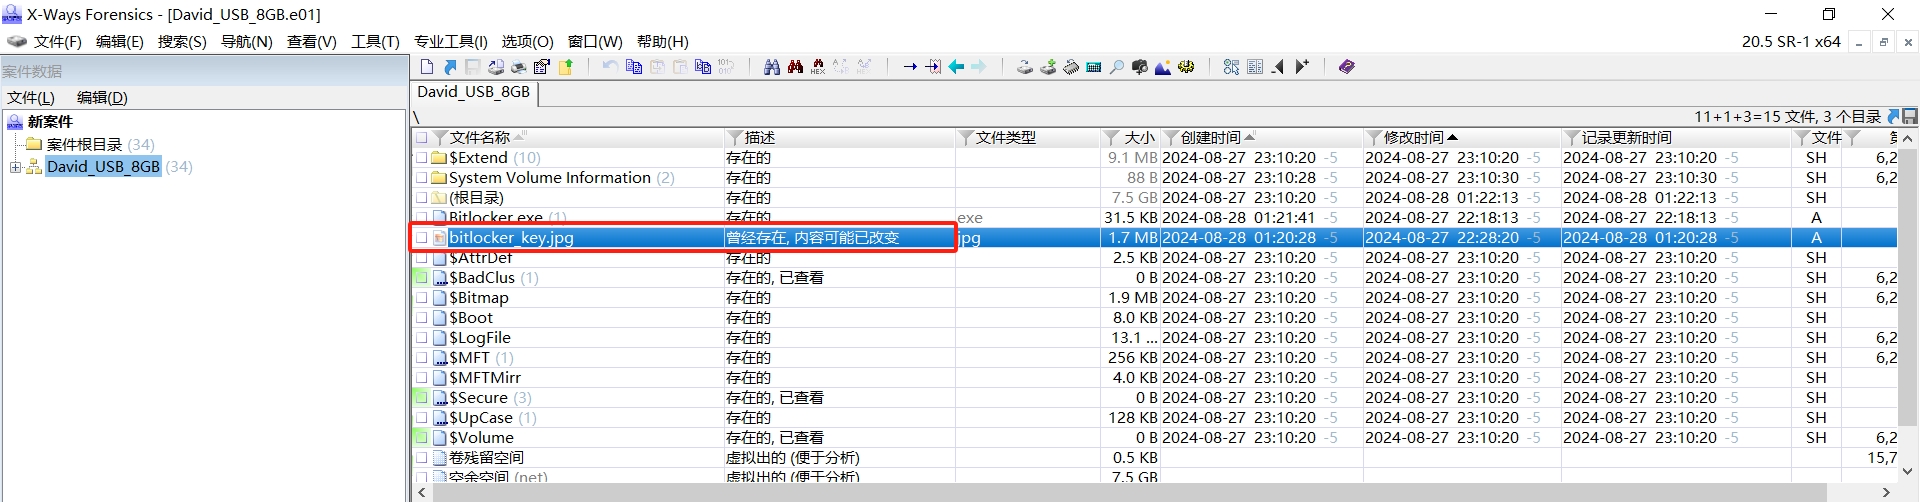 X-Ways Forensics - [David_USB_8GB.e01]
文件(F) 编辑(E) 搜索(S) 导航(N) 查看(V) 工具(T) 专业工具(I) 选项(O) 窗口(W) 帮助(H) 20.5 SR-1 x64
案件数据
文件(L) 编辑(D)
新案件
案件根目录 (34)
David_USB_8GB (34)
David_USB_8GB
\ 11+1+3=15 文件, 3 个目录
文件名称 描述 文件类型 大小 创建时间 修改时间 记录更新时间 文件
$Extend (10) 存在的 9.1 MB 2024-08-27 23:10:20 -5 2024-08-27 23:10:20 -5 2024-08-27 23:10:20 -5 SH 6,2
System Volume Information (2) 存在的 88 B 2024-08-27 23:10:28 -5 2024-08-27 23:10:30 -5 2024-08-27 23:10:30 -5 SH 6,2
(根目录) 存在的 7.5 GB 2024-08-27 23:10:20 -5 2024-08-28 01:22:13 -5 2024-08-28 01:22:13 -5 SH
Bitlocker.exe (1) 存在的 exe 31.5 KB 2024-08-28 01:21:41 -5 2024-08-27 22:18:13 -5 2024-08-27 22:18:13 -5 A
bitlocker_key.jpg 曾经存在, 内容可能已改变 jpg 1.7 MB 2024-08-28 01:20:28 -5 2024-08-27 22:28:20 -5 2024-08-28 01:20:28 -5 A
$AttrDef 存在的 2.5 KB 2024-08-27 23:10:20 -5 2024-08-27 23:10:20 -5 2024-08-27 23:10:20 -5 SH
$BadClus (1) 存在的, 已查看 0 B 2024-08-27 23:10:20 -5 2024-08-27 23:10:20 -5 2024-08-27 23:10:20 -5 SH 6,2
$Bitmap 存在的 1.9 MB 2024-08-27 23:10:20 -5 2024-08-27 23:10:20 -5 2024-08-27 23:10:20 -5 SH 6,2
$Boot 存在的 8.0 KB 2024-08-27 23:10:20 -5 2024-08-27 23:10:20 -5 2024-08-27 23:10:20 -5 SH
$LogFile 存在的 13.1 ... 2024-08-27 23:10:20 -5 2024-08-27 23:10:20 -5 2024-08-27 23:10:20 -5 SH 6,2
$MFT (1) 存在的 256 KB 2024-08-27 23:10:20 -5 2024-08-27 23:10:20 -5 2024-08-27 23:10:20 -5 SH 6,2
$MFTMirr 存在的 4.0 KB 2024-08-27 23:10:20 -5 2024-08-27 23:10:20 -5 2024-08-27 23:10:20 -5 SH
$Secure (3) 存在的, 已查看 0 B 2024-08-27 23:10:20 -5 2024-08-27 23:10:20 -5 2024-08-27 23:10:20 -5 SH
$UpCase (1) 存在的 128 KB 2024-08-27 23:10:20 -5 2024-08-27 23:10:20 -5 2024-08-27 23:10:20 -5 SH
$Volume 存在的, 已查看 0 B 2024-08-27 23:10:20 -5 2024-08-27 23:10:20 -5 2024-08-27 23:10:20 -5 SH 6,2
卷残留空间 虚拟出的 (便于分析) 0.5 KB 15,7
空余空间 (net) 虚拟出的 (便于分析) 7.5 GB